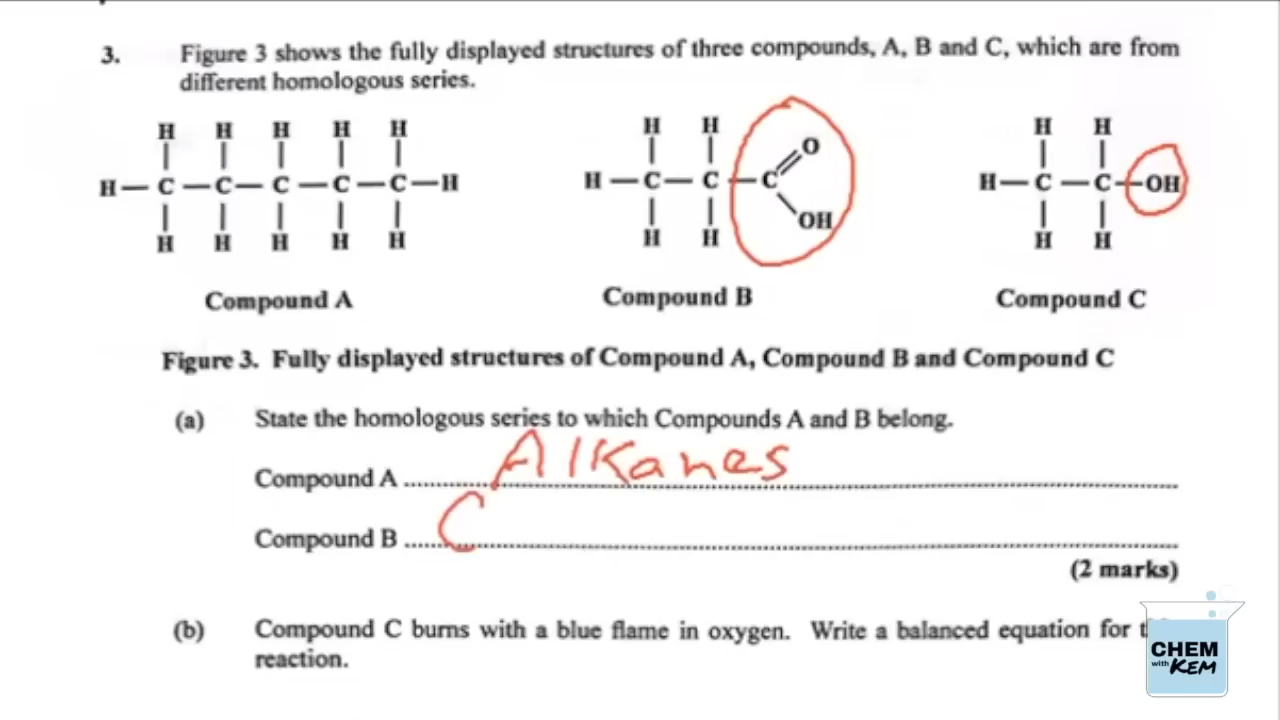 3. Figure 3 shows the fully displayed structures of three compounds, A, B and C, which are from
different homologous series.
H H H H H
H—C—C—C—C—C—H
H H H H H
Compound A
H H O
H—C—C—C
H H OH
Compound B
H H
H—C—C—OH
H H
Compound C
Figure 3. Fully displayed structures of Compound A, Compound B and Compound C
(a) State the homologous series to which Compounds A and B belong.
Compound A Alkanes
Compound B C
(2 marks)
(b) Compound C burns with a blue flame in oxygen. Write a balanced equation for
reaction.
CHEM
with KEM